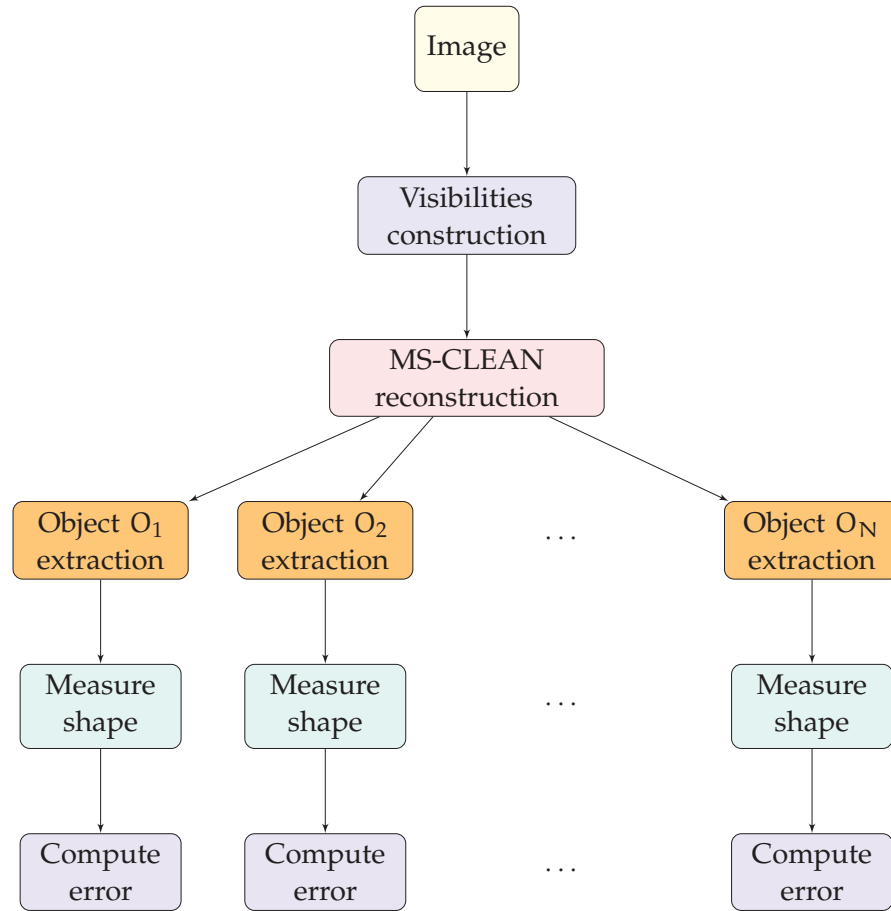 Image
Visibilities
construction
MS-CLEAN
reconstruction
Object O₁
extraction
Object O₂
extraction
...
Object O_N
extraction
Measure
shape
Measure
shape
...
Measure
shape
Compute
error
Compute
error
...
Compute
error